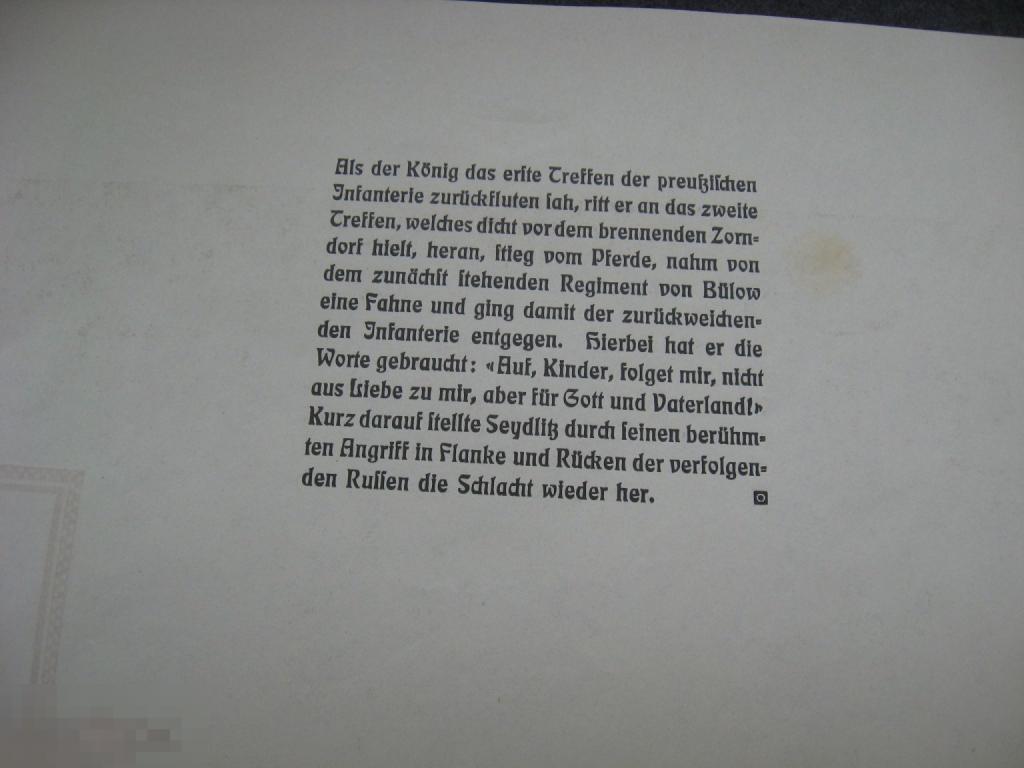 Als der König das erſte Treffen der preußiſchen
Infanterie zurückfluten ſah, ritt er an das zweite
Treffen, welches dicht vor dem brennenden Zorn=
dorf hielt, heran, ſtieg vom Pferde, nahm von
dem zunächſt ſtehenden Regiment von Bülow
eine Fahne und ging damit der zurückweichen=
den Infanterie entgegen. Hierbei hat er die
Worte gebraucht: «Auf, Kinder, folget mir, nicht
aus Liebe zu mir, aber für Gott und Vaterland!»
Kurz darauf ſtellte Seydlitz durch ſeinen berühm=
ten Angriff in Flanke und Rücken der verfolgen=
den Ruſſen die Schlacht wieder her.